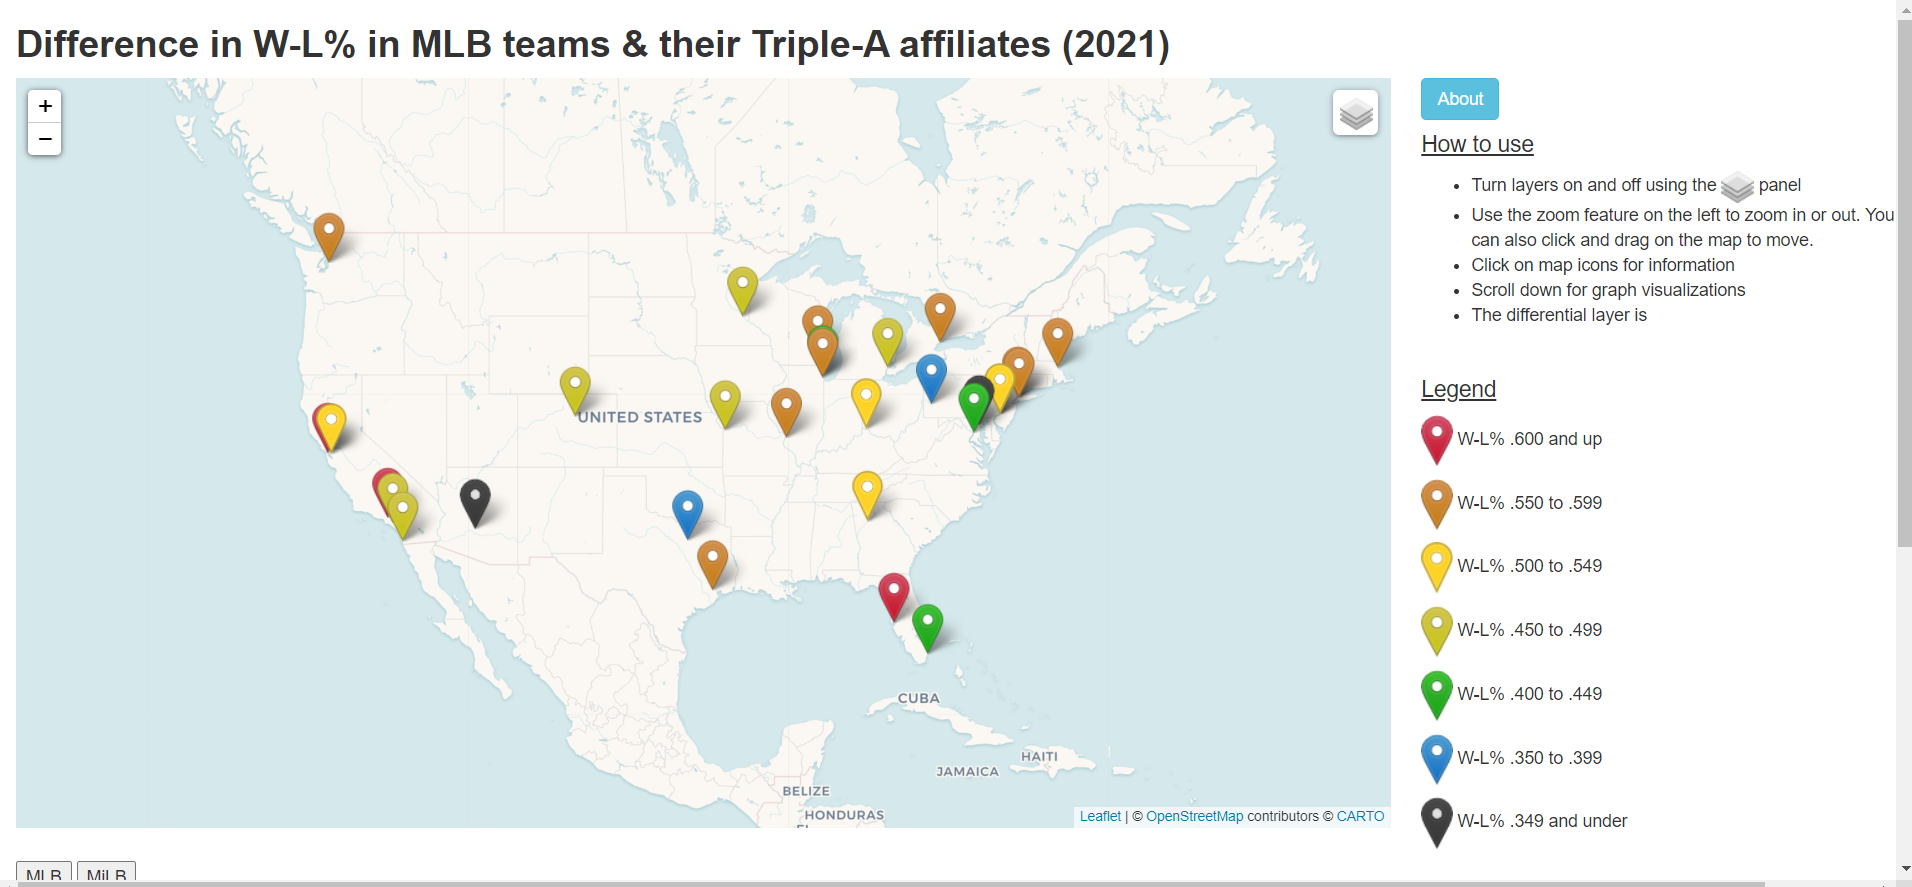 Difference in W-L% in MLB teams & their Triple-A affiliates (2021)
+
−
UNITED STATES
CUBA
HAITI
JAMAICA
BELIZE
HONDURAS
Leaflet | © OpenStreetMap contributors © CARTO
About
How to use
Turn layers on and off using the panel
Use the zoom feature on the left to zoom in or out. You
can also click and drag on the map to move.
Click on map icons for information
Scroll down for graph visualizations
The differential layer is
Legend
W-L% .600 and up
W-L% .550 to .599
W-L% .500 to .549
W-L% .450 to .499
W-L% .400 to .449
W-L% .350 to .399
W-L% .349 and under
MLB MiLB